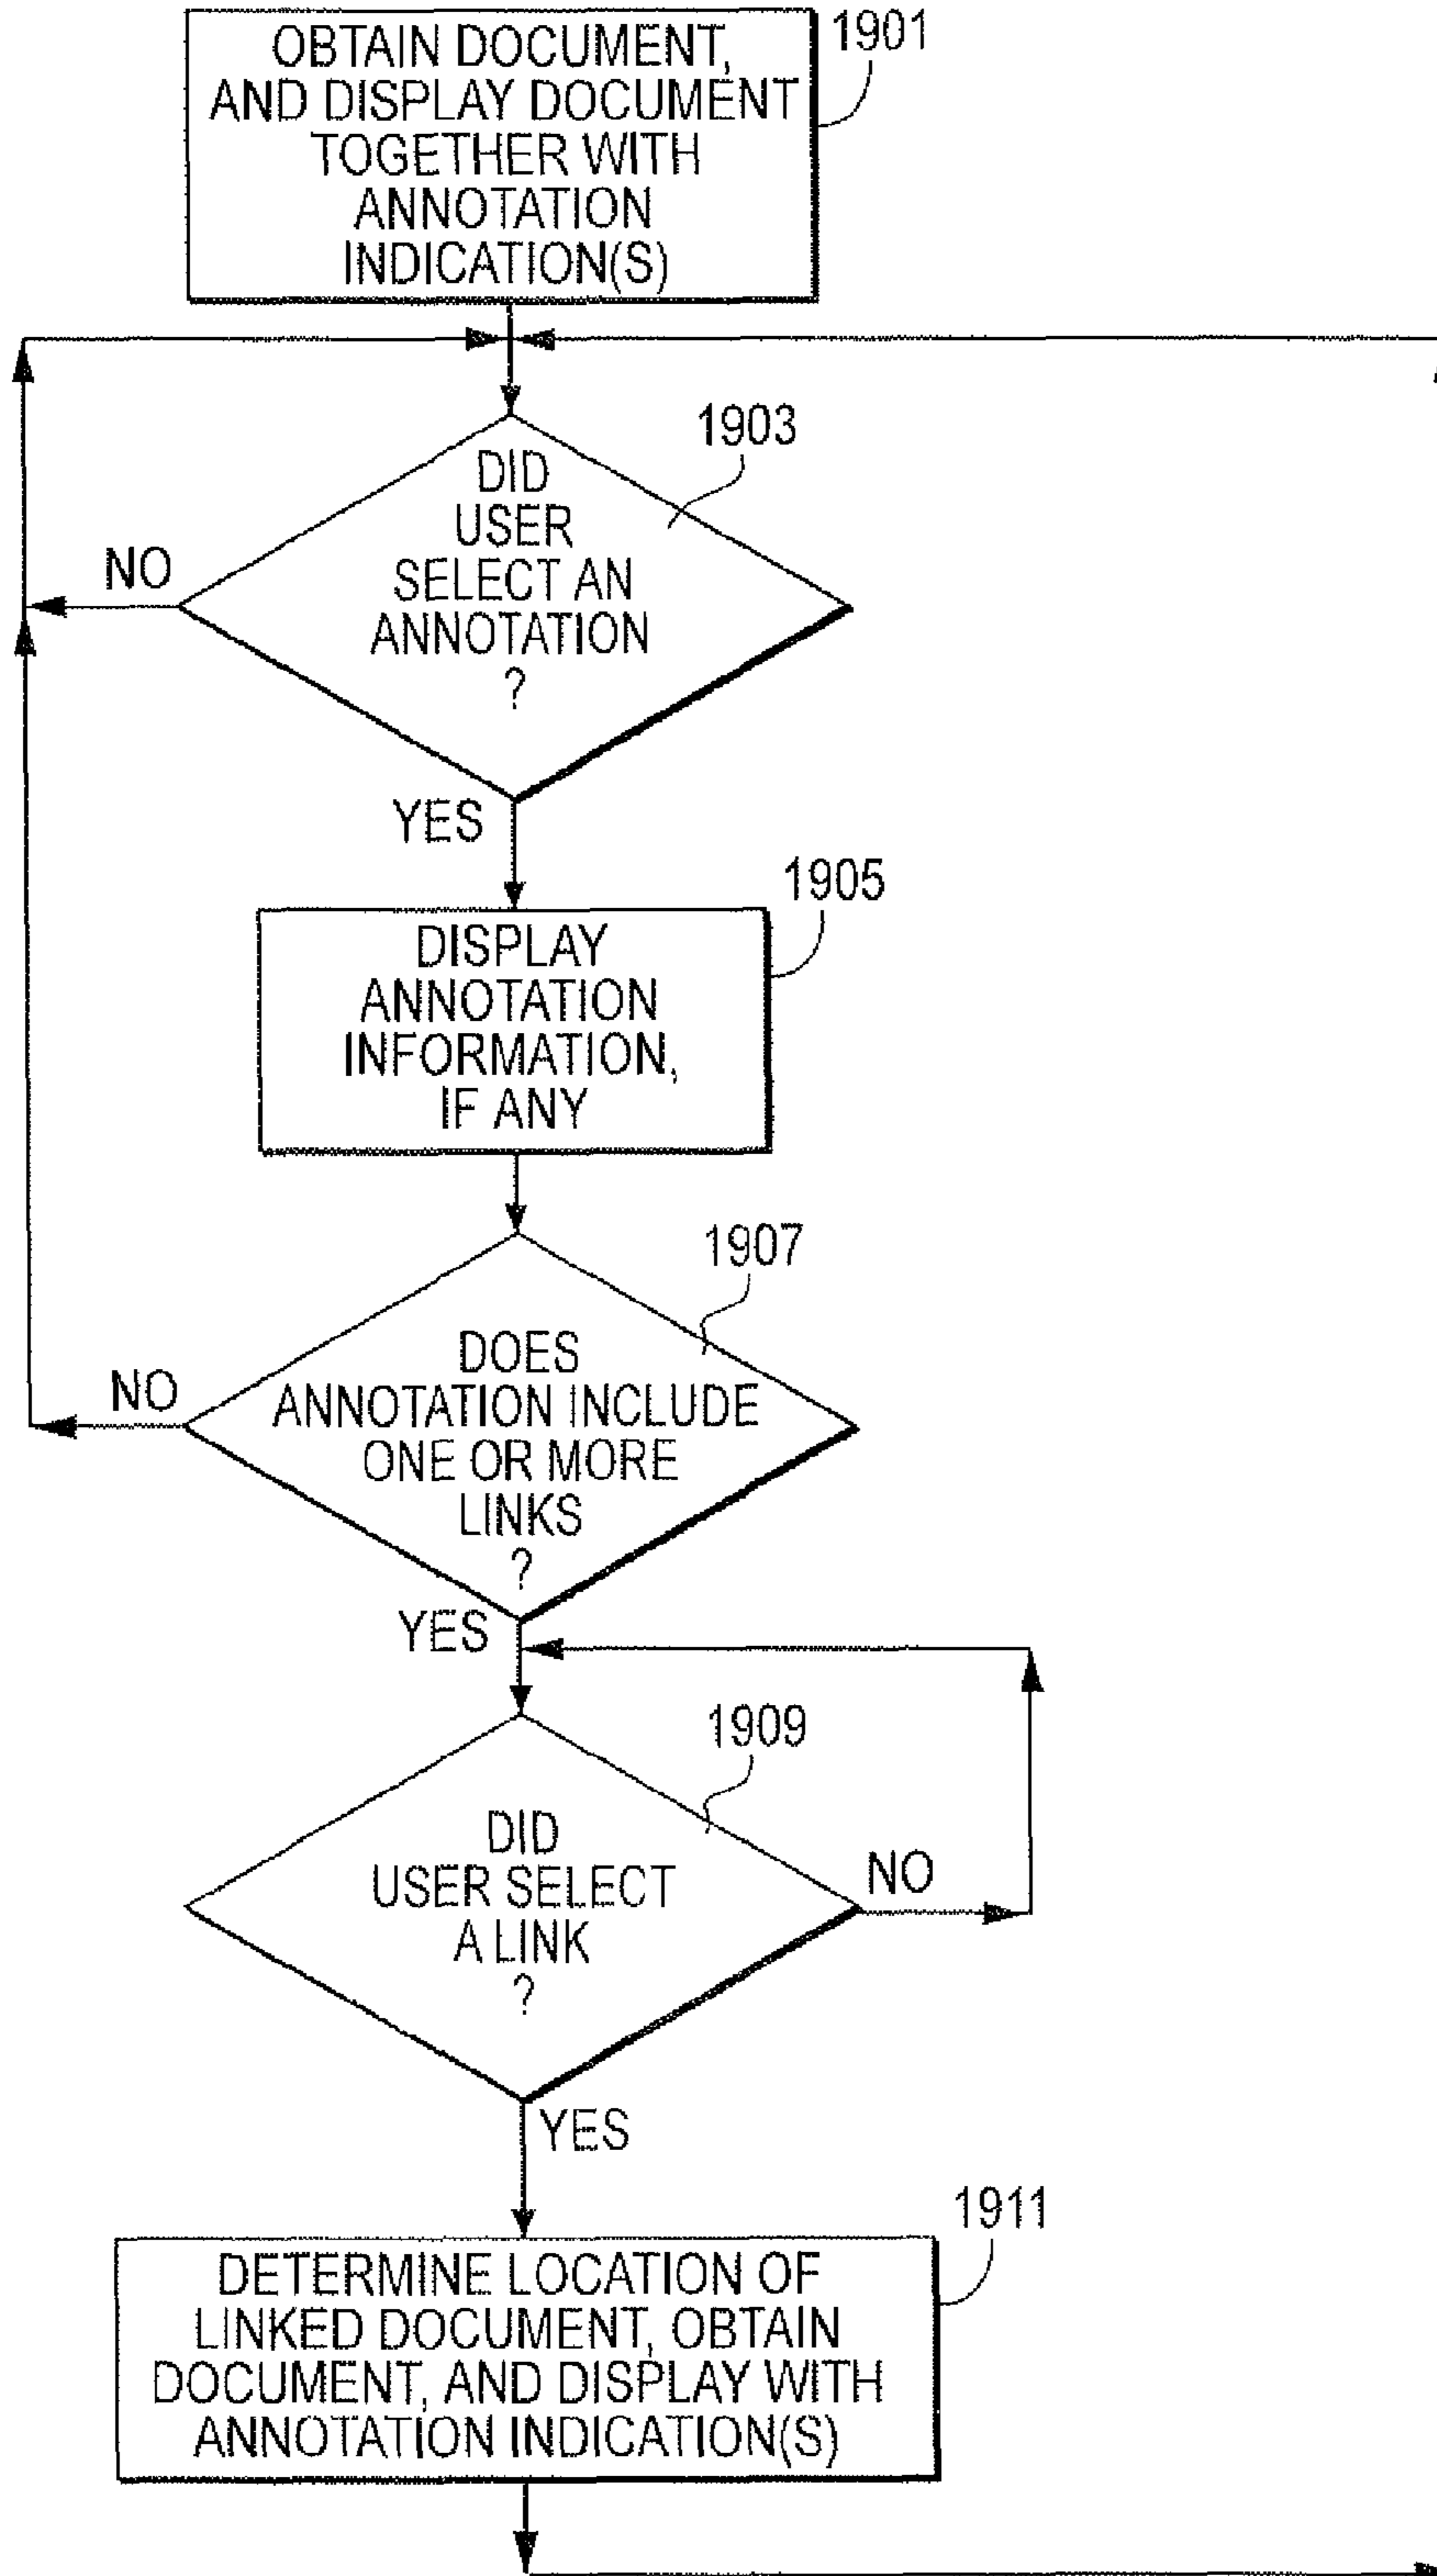 OBTAIN DOCUMENT,
AND DISPLAY DOCUMENT
TOGETHER WITH
ANNOTATION
INDICATION(S)
1901
1903
DID
USER
SELECT AN
ANNOTATION
?
NO
YES
1905
DISPLAY
ANNOTATION
INFORMATION,
IF ANY
1907
DOES
ANNOTATION INCLUDE
ONE OR MORE
LINKS
?
NO
YES
1909
DID
USER SELECT
A LINK
?
NO
YES
1911
DETERMINE LOCATION OF
LINKED DOCUMENT, OBTAIN
DOCUMENT, AND DISPLAY WITH
ANNOTATION INDICATION(S)